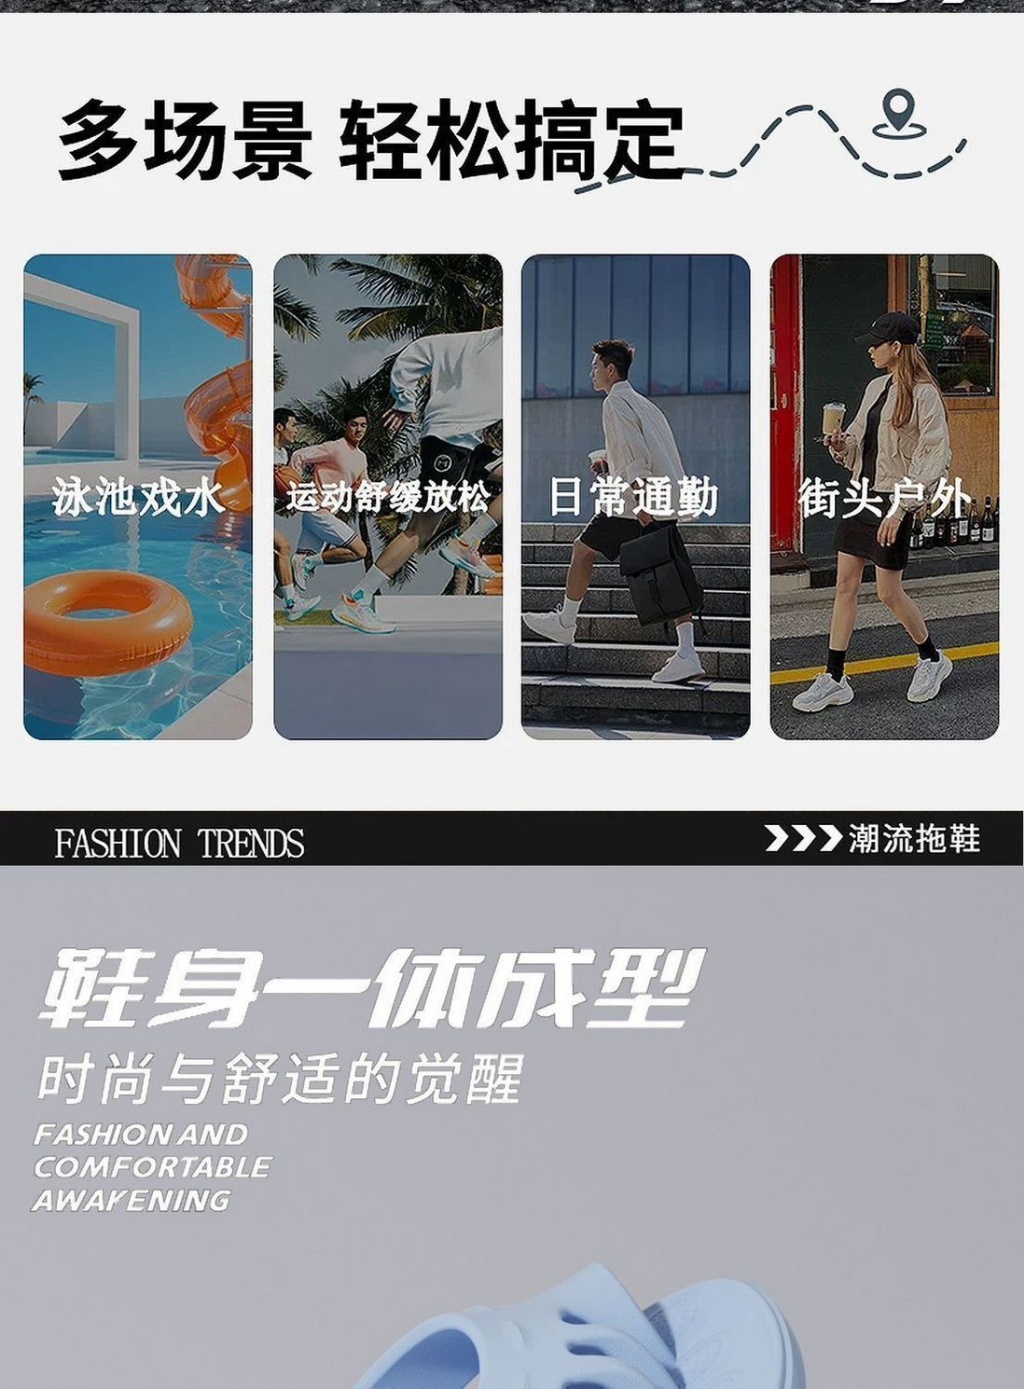 多场景 轻松搞定
泳池戏水
运动舒缓放松
日常通勤
街头户外
FASHION TRENDS
潮流拖鞋
鞋身一体成型
时尚与舒适的觉醒
FASHION AND
COMFORTABLE
AWAKENING